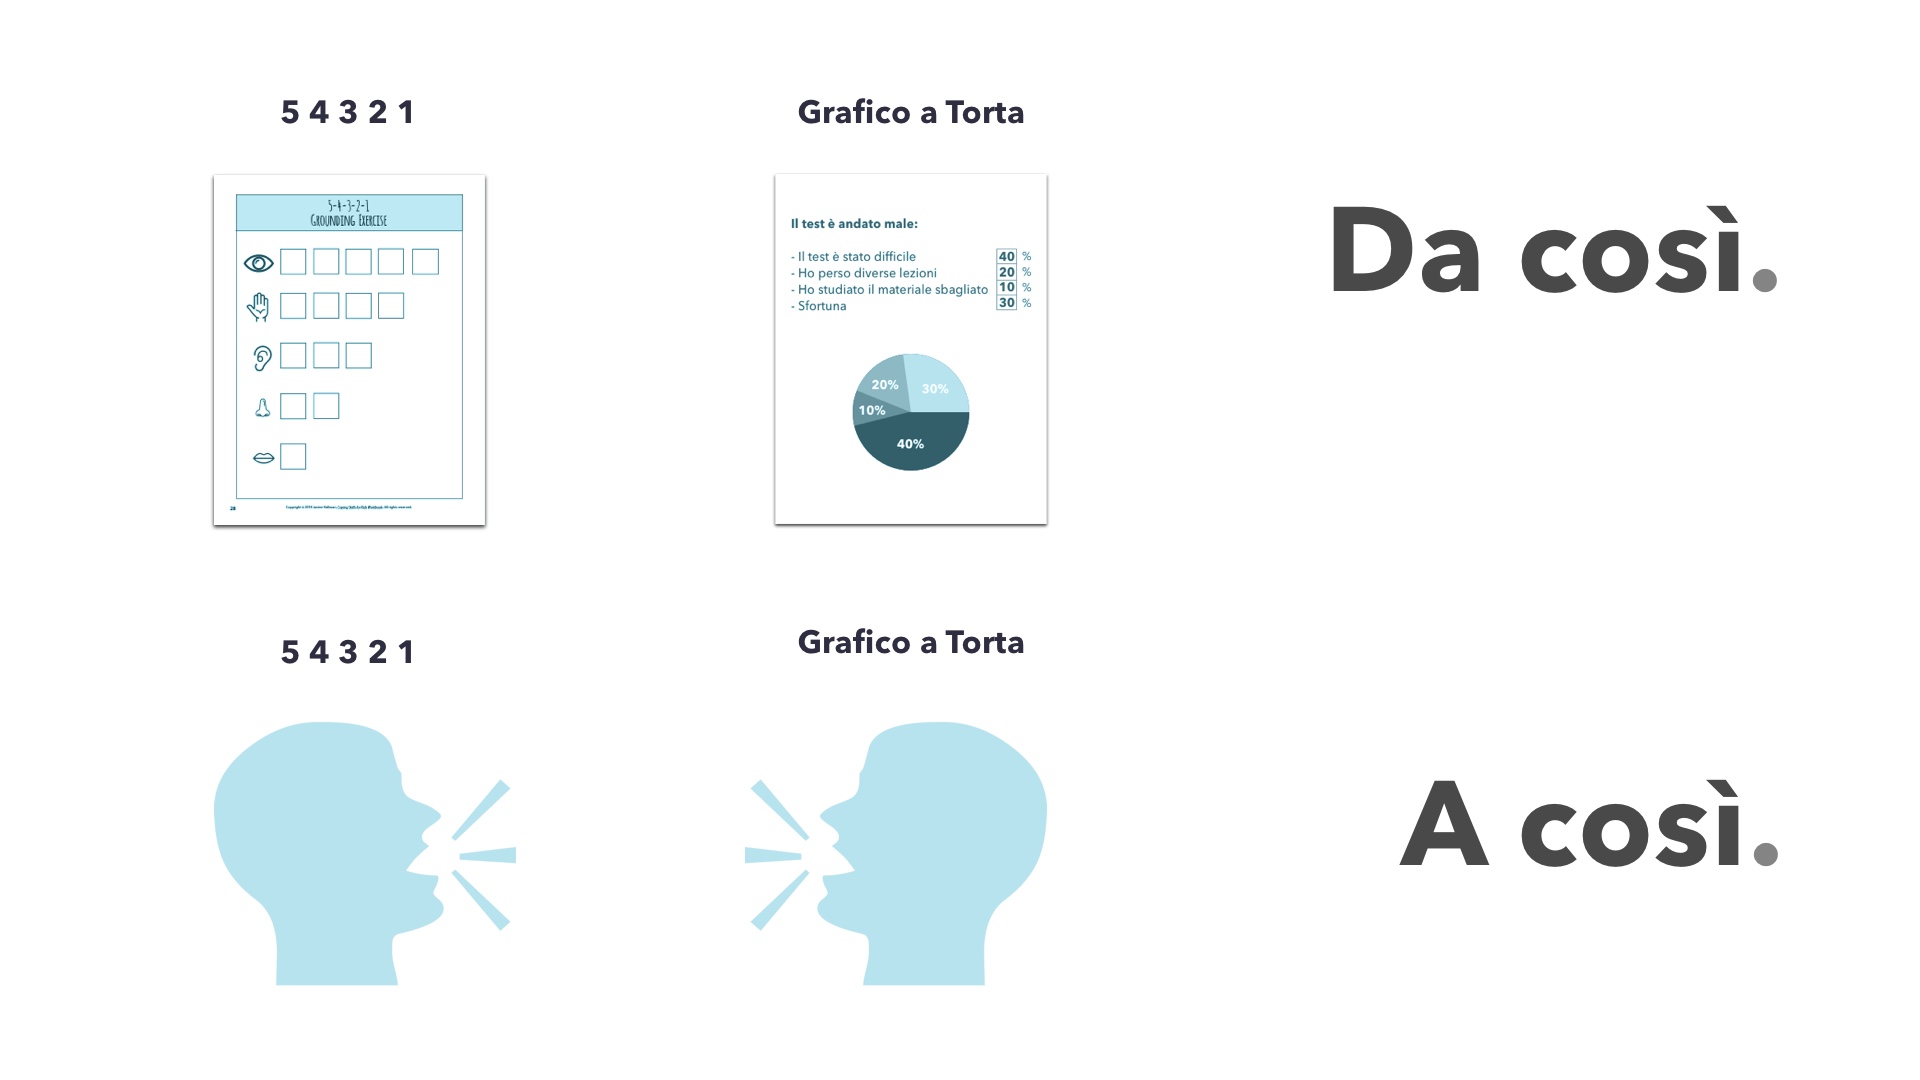 5 4 3 2 1
Grafico a Torta
5-4-3-2-1
Grounding Exercise
28
Il test è andato male:
- Il test è stato difficile 40 %
- Ho perso diverse lezioni 20 %
- Ho studiato il materiale sbagliato 10 %
- Sfortuna 30 %
20%
30%
10%
40%
Da così.
5 4 3 2 1
Grafico a Torta
A così.